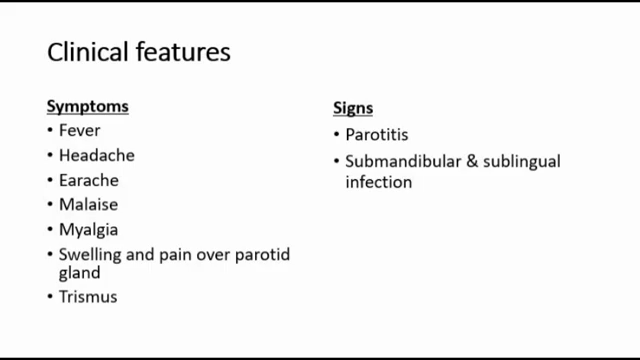 Clinical features
Symptoms
• Fever
• Headache
• Earache
• Malaise
• Myalgia
• Swelling and pain over parotid
gland
• Trismus
Signs
• Parotitis
• Submandibular & sublingual
infection